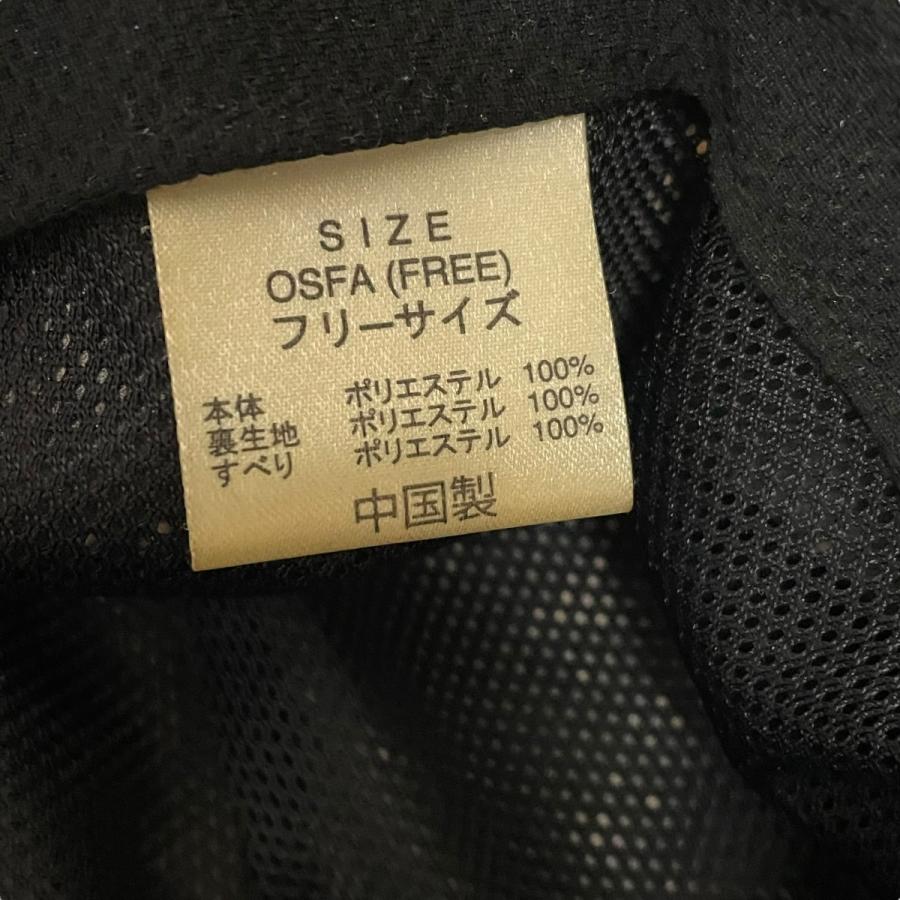 SIZE
OSFA (FREE)
フリーサイズ
本体 ポリエステル 100%
裏生地 ポリエステル 100%
すべり ポリエステル 100%
中国製